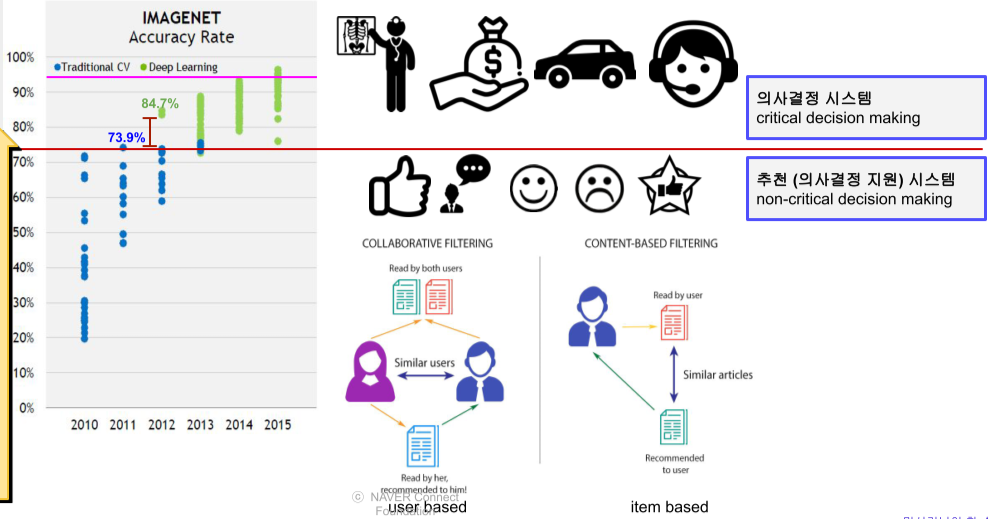 IMAGENET
Accuracy Rate
100%
90%
80%
70%
60%
50%
40%
30%
20%
10%
0%
Traditional CV
Deep Learning
84.7%
73.9%
2010 2011 2012 2013 2014 2015
$
의사결정 시스템
critical decision making
추천 (의사결정 지원) 시스템
non-critical decision making
COLLABORATIVE FILTERING
Read by both users
Similar users
Read by her,
recommended to him!
user based
CONTENT-BASED FILTERING
Read by user
Similar articles
Recommended
to user
item based
ⓒ NAVER Connect
Foundation